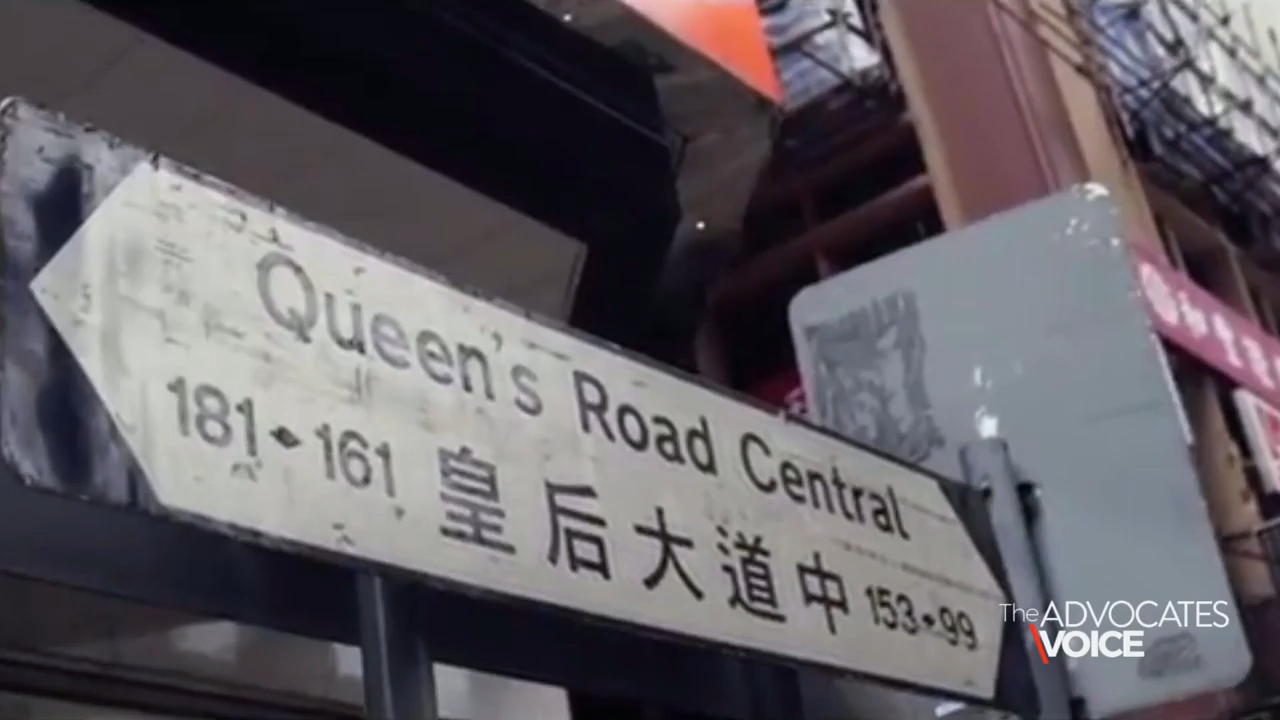 Queen's Road Central
181-161 皇后大道中 153-99
The ADVOCATES
VOICE